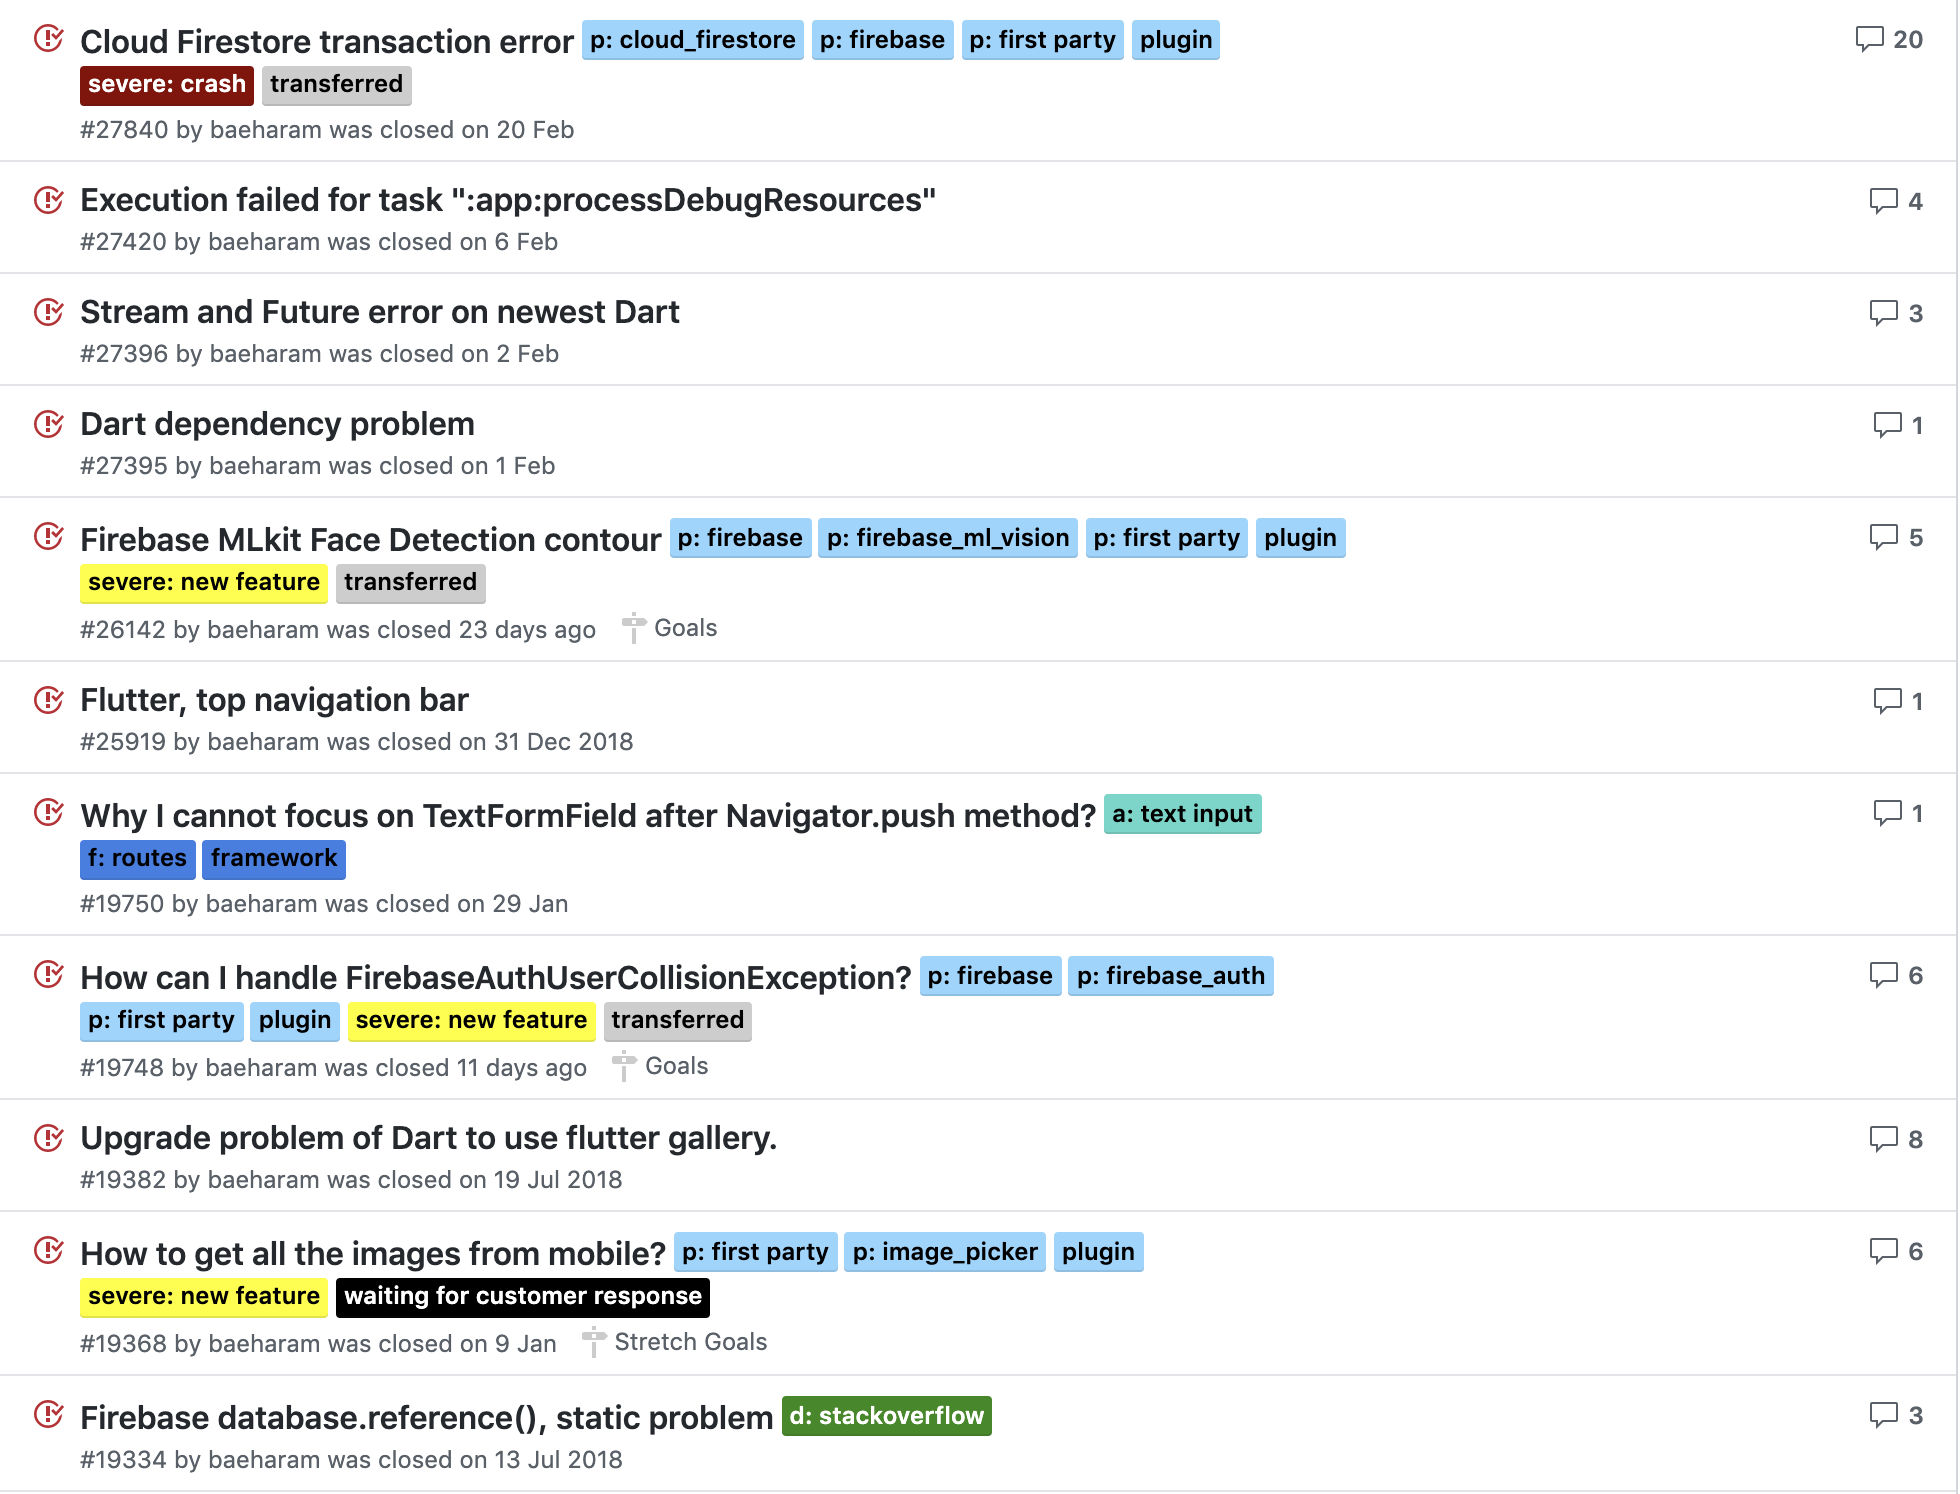 Cloud Firestore transaction error p: cloud_firestore p: firebase p: first party plugin 20
severe: crash transferred
#27840 by baeharam was closed on 20 Feb
Execution failed for task ":app:processDebugResources" 4
#27420 by baeharam was closed on 6 Feb
Stream and Future error on newest Dart 3
#27396 by baeharam was closed on 2 Feb
Dart dependency problem 1
#27395 by baeharam was closed on 1 Feb
Firebase MLkit Face Detection contour p: firebase p: firebase_ml_vision p: first party plugin 5
severe: new feature transferred
#26142 by baeharam was closed 23 days ago Goals
Flutter, top navigation bar 1
#25919 by baeharam was closed on 31 Dec 2018
Why I cannot focus on TextFormField after Navigator.push method? a: text input 1
f: routes framework
#19750 by baeharam was closed on 29 Jan
How can I handle FirebaseAuthUserCollisionException? p: firebase p: firebase_auth 6
p: first party plugin severe: new feature transferred
#19748 by baeharam was closed 11 days ago Goals
Upgrade problem of Dart to use flutter gallery. 8
#19382 by baeharam was closed on 19 Jul 2018
How to get all the images from mobile? p: first party p: image_picker plugin 6
severe: new feature waiting for customer response
#19368 by baeharam was closed on 9 Jan Stretch Goals
Firebase database.reference(), static problem d: stackoverflow 3
#19334 by baeharam was closed on 13 Jul 2018